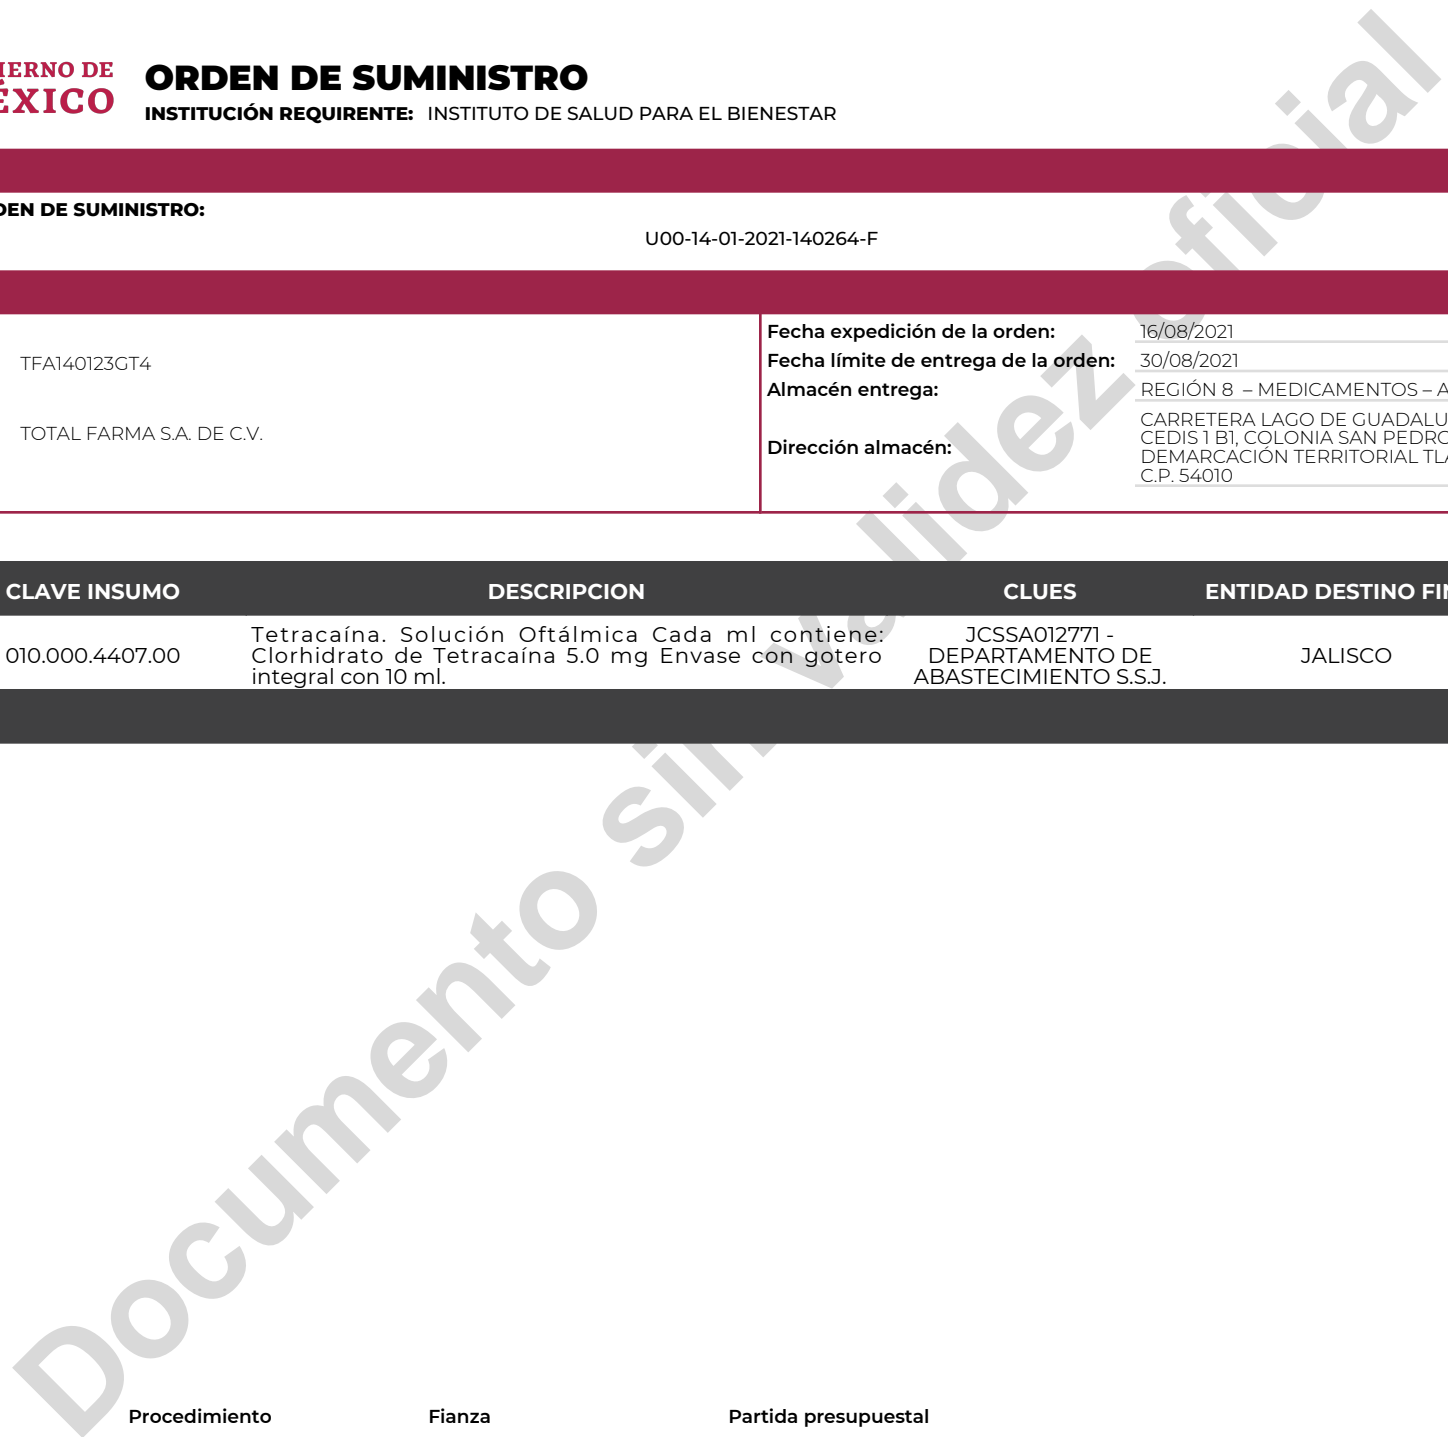 IERNO DE
ÉXICO
ORDEN DE SUMINISTRO
INSTITUCIÓN REQUIRENTE: INSTITUTO DE SALUD PARA EL BIENESTAR
DEN DE SUMINISTRO:
U00-14-01-2021-140264-F
TFA140123GT4
TOTAL FARMA S.A. DE C.V.
Fecha expedición de la orden: 16/08/2021
Fecha límite de entrega de la orden: 30/08/2021
Almacén entrega: REGIÓN 8 – MEDICAMENTOS – A
Dirección almacén:
CARRETERA LAGO DE GUADALU
CEDIS 1 B1, COLONIA SAN PEDRO
DEMARCACIÓN TERRITORIAL TLA
C.P. 54010
CLAVE INSUMO DESCRIPCION CLUES ENTIDAD DESTINO FIN
010.000.4407.00
Tetracaína. Solución Oftálmica Cada ml contiene:
Clorhidrato de Tetracaína 5.0 mg Envase con gotero
integral con 10 ml.
JCSSA012771 -
DEPARTAMENTO DE
ABASTECIMIENTO S.S.J.
JALISCO
Documento sin validez oficial
Procedimiento Fianza Partida presupuestal